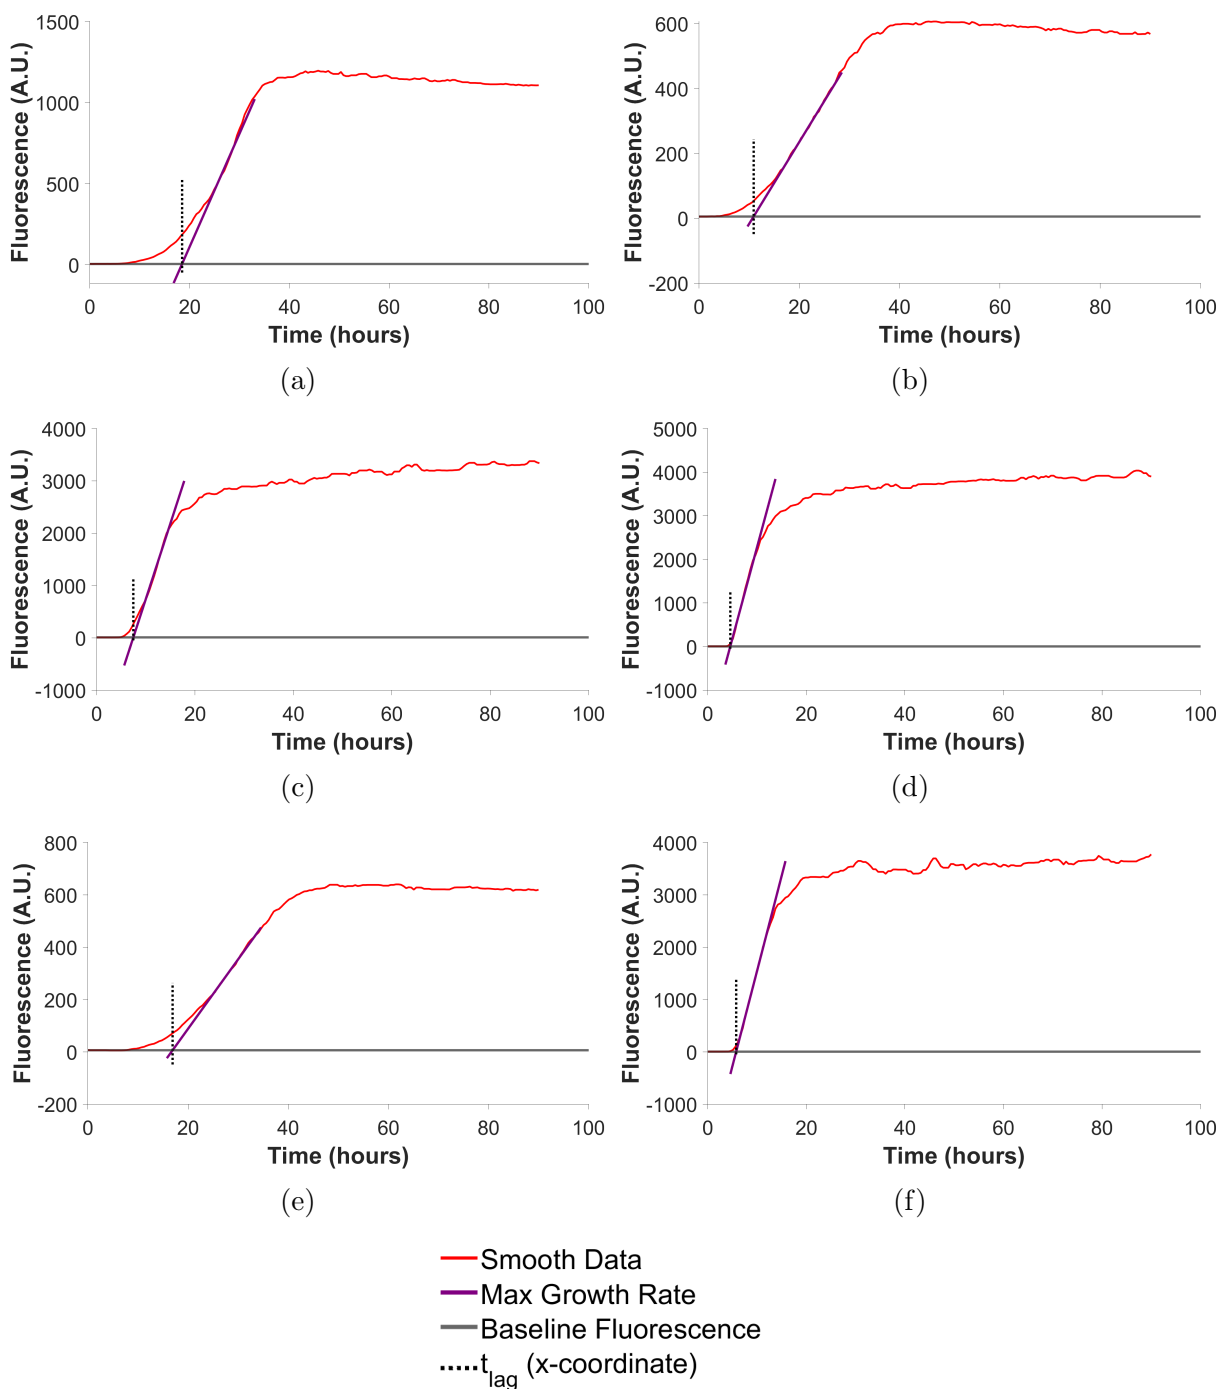 1500
1000
500
0
0 20 40 60 80 100
Fluorescence (A.U.)
Time (hours)
(a)
600
400
200
0
-200
0 20 40 60 80 100
Fluorescence (A.U.)
Time (hours)
(b)
4000
3000
2000
1000
0
-1000
0 20 40 60 80 100
Fluorescence (A.U.)
Time (hours)
(c)
5000
4000
3000
2000
1000
0
-1000
0 20 40 60 80 100
Fluorescence (A.U.)
Time (hours)
(d)
800
600
400
200
0
-200
0 20 40 60 80 100
Fluorescence (A.U.)
Time (hours)
(e)
4000
3000
2000
1000
0
-1000
0 20 40 60 80 100
Fluorescence (A.U.)
Time (hours)
(f)
Smooth Data
Max Growth Rate
Baseline Fluorescence
t_lag (x-coordinate)